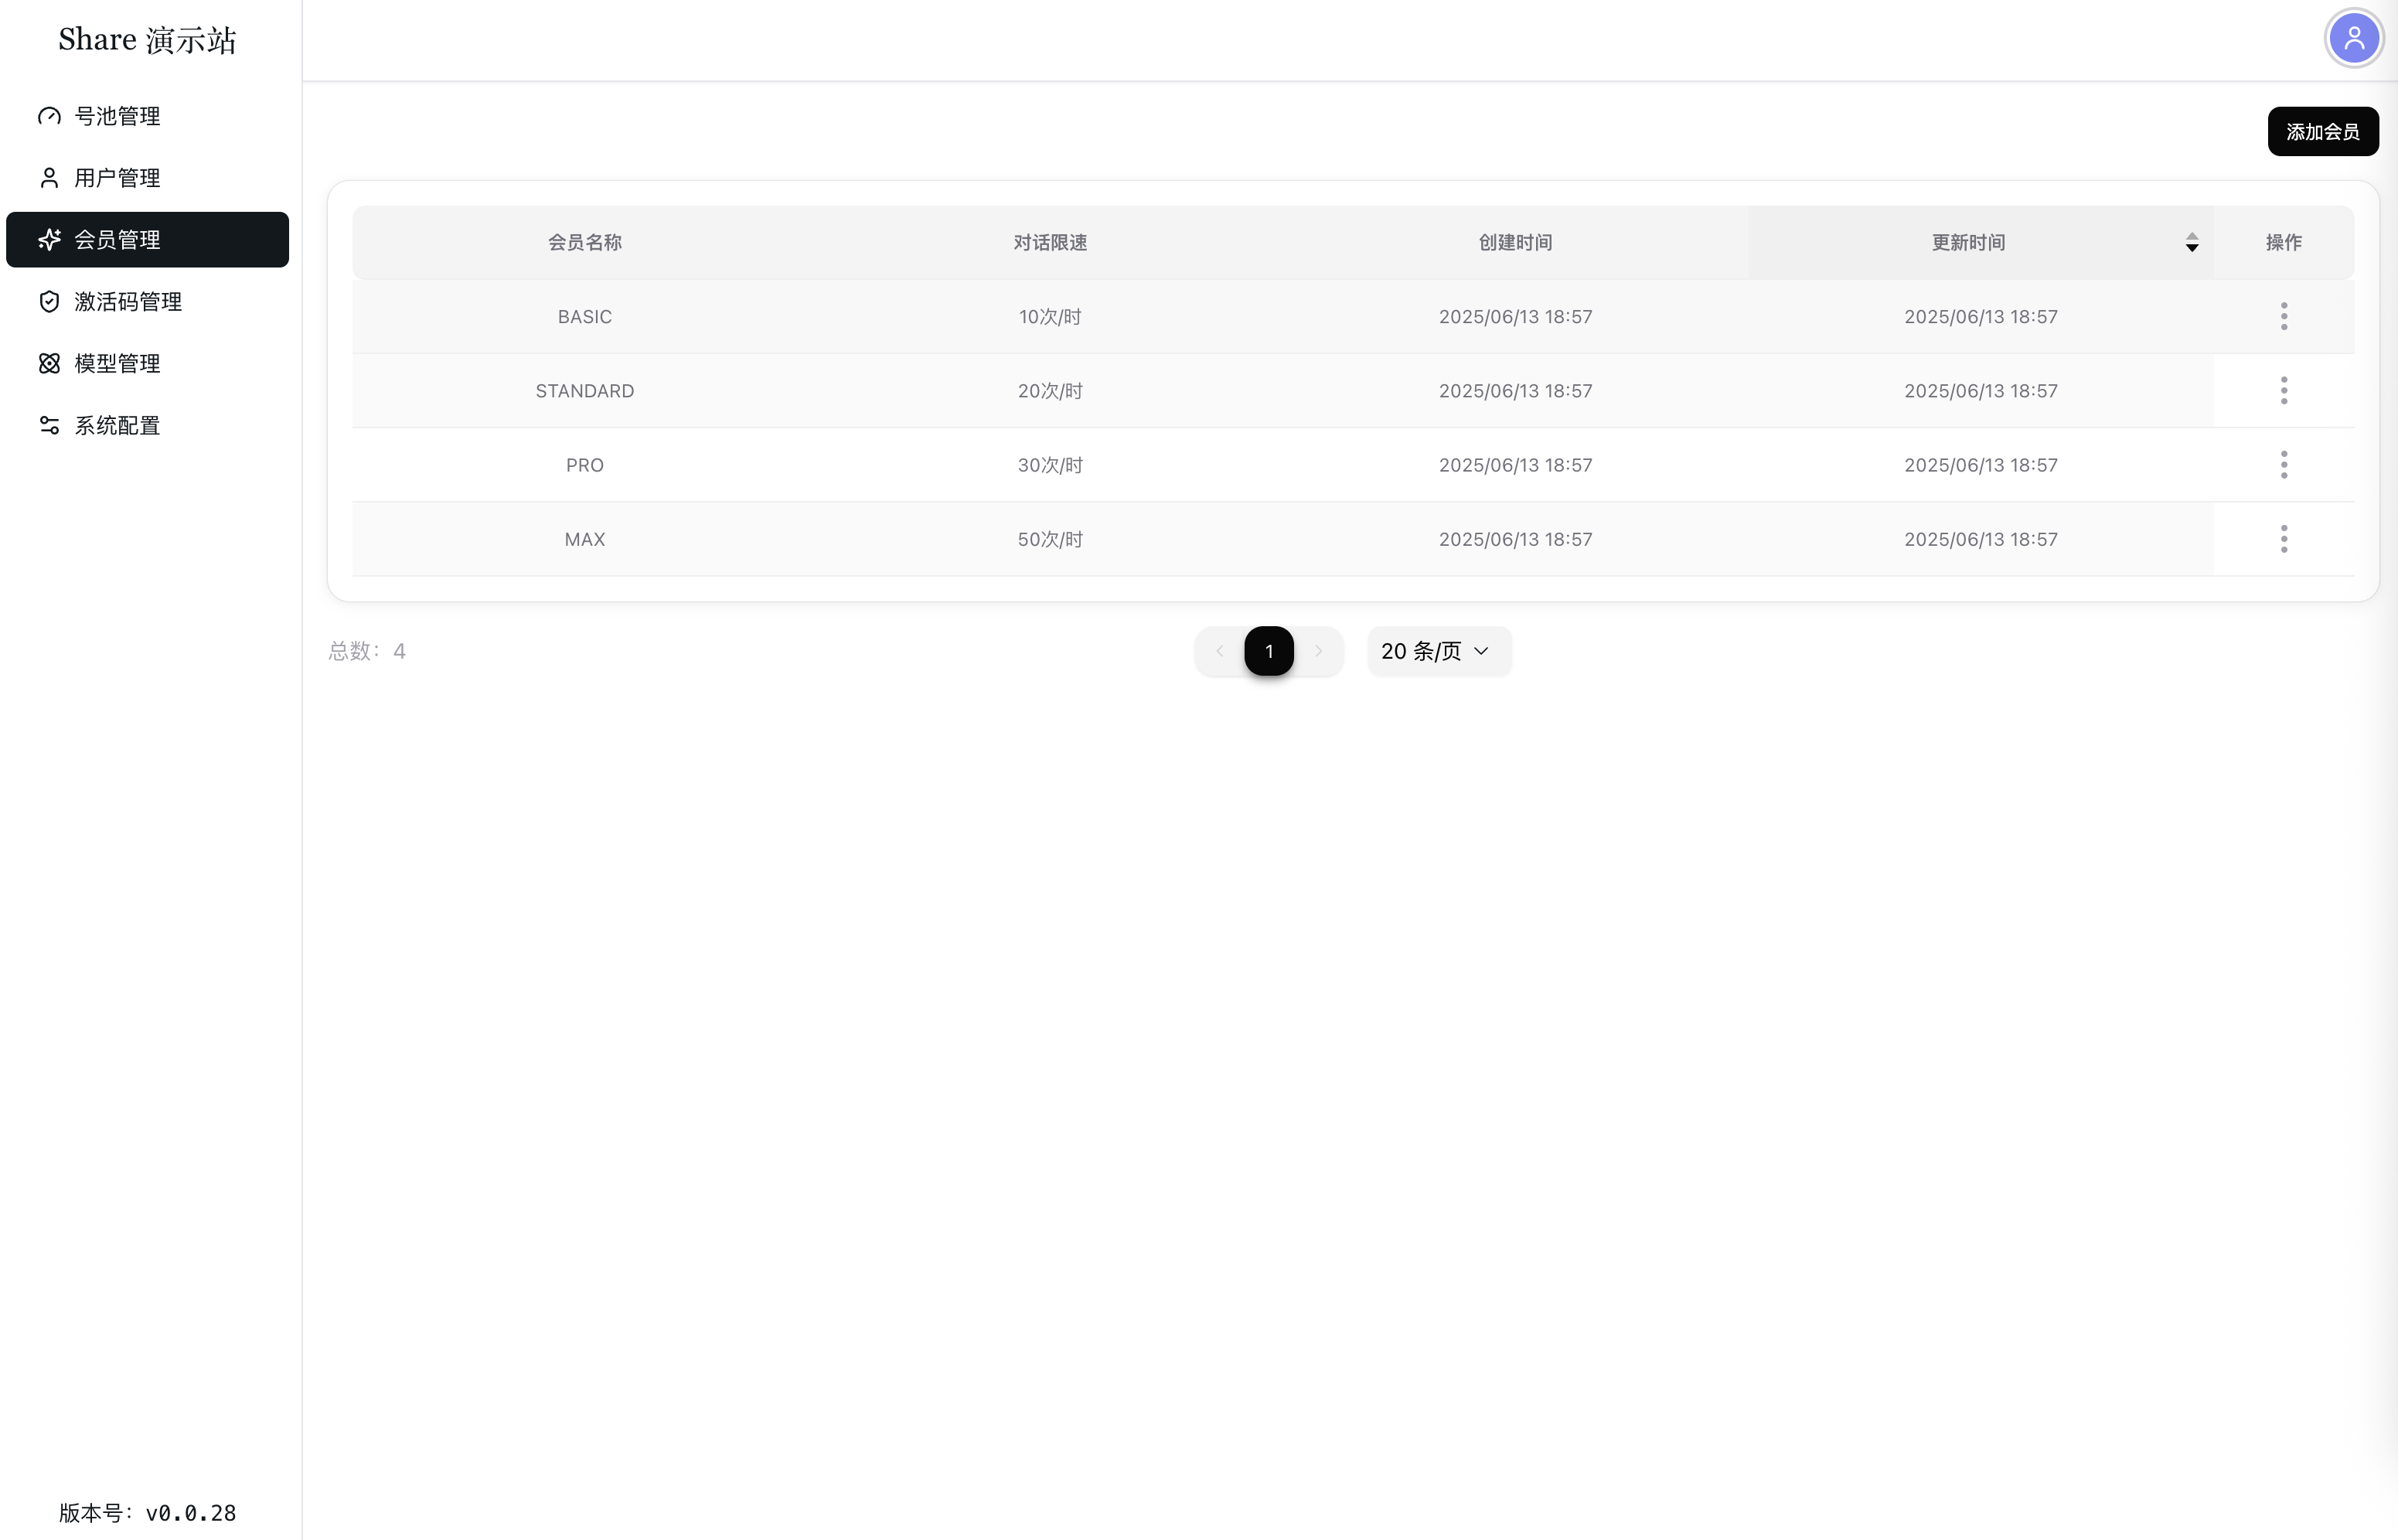 Share 演示站
号池管理
用户管理
会员管理
激活码管理
模型管理
系统配置
版本号：v0.0.28
添加会员
会员名称 对话限速 创建时间 更新时间 操作
BASIC 10次/时 2025/06/13 18:57 2025/06/13 18:57
STANDARD 20次/时 2025/06/13 18:57 2025/06/13 18:57
PRO 30次/时 2025/06/13 18:57 2025/06/13 18:57
MAX 50次/时 2025/06/13 18:57 2025/06/13 18:57
总数：4 1 20 条/页